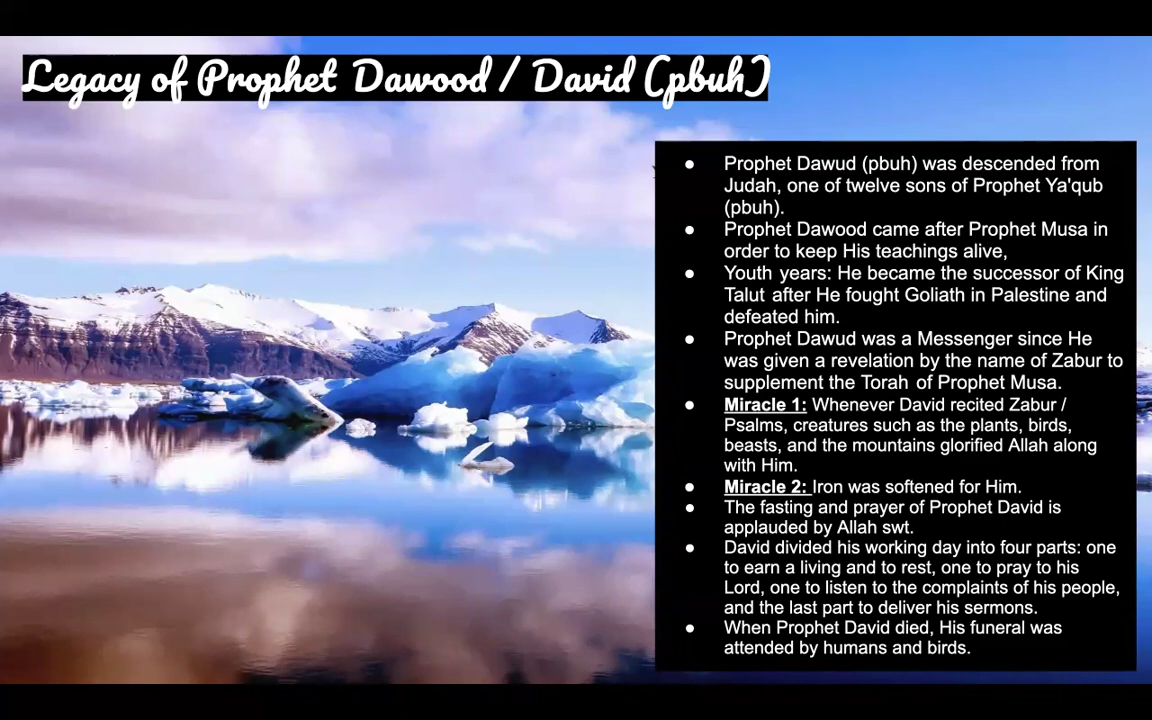 Legacy of Prophet Dawood / David (pbuh)
● Prophet Dawud (pbuh) was descended from
Judah, one of twelve sons of Prophet Ya'qub
(pbuh).
● Prophet Dawood came after Prophet Musa in
order to keep His teachings alive,
● Youth years: He became the successor of King
Talut after He fought Goliath in Palestine and
defeated him.
● Prophet Dawud was a Messenger since He
was given a revelation by the name of Zabur to
supplement the Torah of Prophet Musa.
● Miracle 1: Whenever David recited Zabur /
Psalms, creatures such as the plants, birds,
beasts, and the mountains glorified Allah along
with Him.
● Miracle 2: Iron was softened for Him.
● The fasting and prayer of Prophet David is
applauded by Allah swt.
● David divided his working day into four parts: one
to earn a living and to rest, one to pray to his
Lord, one to listen to the complaints of his people,
and the last part to deliver his sermons.
● When Prophet David died, His funeral was
attended by humans and birds.